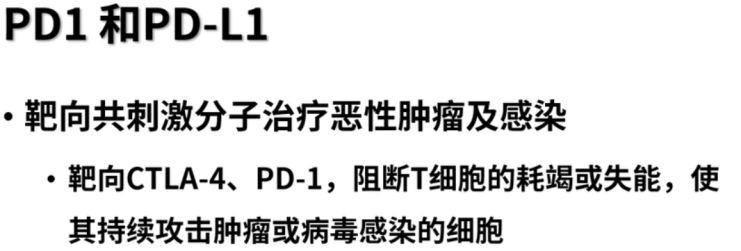 PD1 和PD-L1
• 靶向共刺激分子治疗恶性肿瘤及感染
• 靶向CTLA-4、PD-1，阻断T细胞的耗竭或失能，使
其持续攻击肿瘤或病毒感染的细胞